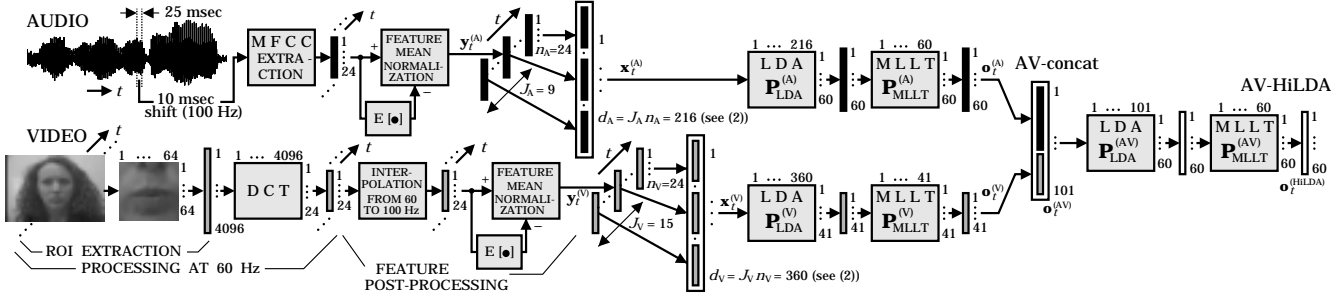 AUDIO
25 msec
t
10 msec
shift (100 Hz)
M F C C
EXTRA-
CTION
1
24
t
+
−
FEATURE
MEAN
NORMALI-
ZATION
E [●]
y_t^(A)
t
1
n_A=24
J_A = 9
1
d_A = J_A n_A = 216 (see (2))
x_t^(A)
1 ... 216
L D A
P_LDA^(A)
1
60
1 ... 60
M L L T
P_MLLT^(A)
1
60
o_t^(A)
VIDEO
t
1 ... 64
1
64
1
4096
1 ... 4096
D C T
1
24
t
INTER-
POLATION
FROM 60
TO 100 Hz
1
24
t
+
−
FEATURE
MEAN
NORMALI-
ZATION
E [●]
y_t^(V)
t
1
n_V=24
J_V = 15
1
d_V = J_V n_V = 360 (see (2))
x_t^(V)
1 ... 360
L D A
P_LDA^(V)
1
41
1 ... 41
M L L T
P_MLLT^(V)
1
41
o_t^(V)
ROI EXTRACTION
PROCESSING AT 60 Hz
FEATURE
POST-PROCESSING
AV-concat
1
101
o_t^(AV)
1 ... 101
L D A
P_LDA^(AV)
1
60
AV-HiLDA
1 ... 60
M L L T
P_MLLT^(AV)
1
60
o_t^(HiLDA)